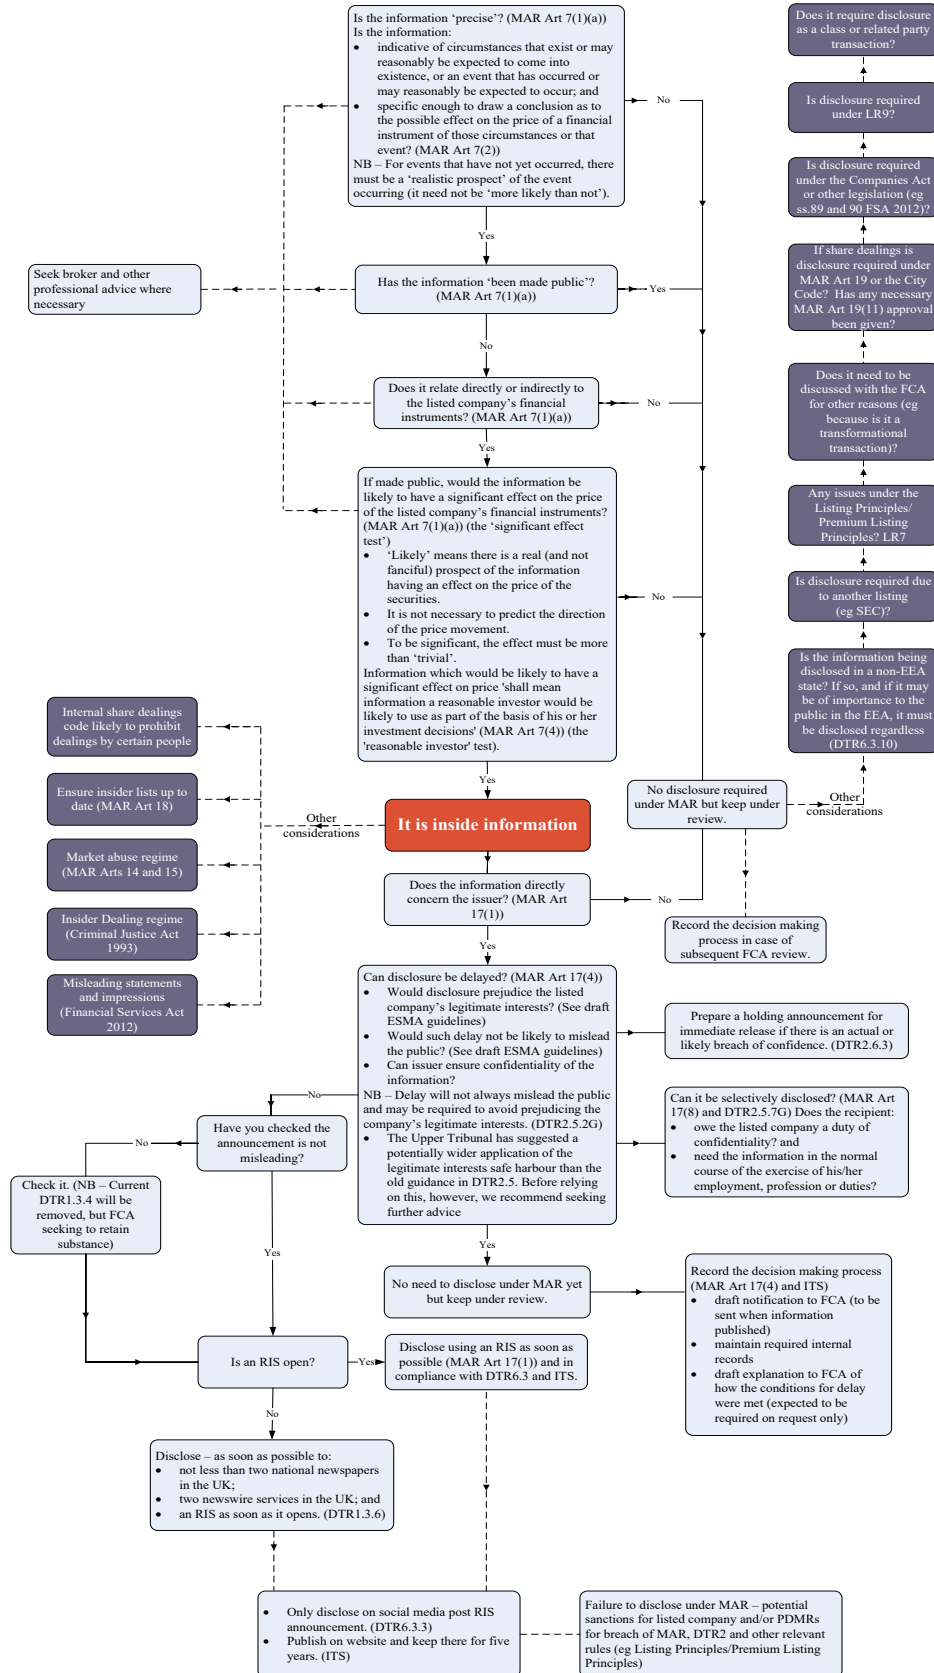 Is the information ‘precise’? (MAR Art 7(1)(a))
Is the information:
• indicative of circumstances that exist or may
reasonably be expected to come into
existence, or an event that has occurred or
may reasonably be expected to occur; and
• specific enough to draw a conclusion as to
the possible effect on the price of a financial
instrument of those circumstances or that
event? (MAR Art 7(2))
NB – For events that have not yet occurred, there
must be a ‘realistic prospect’ of the event
occurring (it need not be ‘more likely than not’).
No
Yes
Seek broker and other
professional advice where
necessary
Has the information ‘been made public’?
(MAR Art 7(1)(a))
Yes
No
Does it relate directly or indirectly to
the listed company’s financial
instruments? (MAR Art 7(1)(a))
No
Yes
If made public, would the information be
likely to have a significant effect on the price
of the listed company’s financial instruments?
(MAR Art 7(1)(a)) (the ‘significant effect
test’)
• ‘Likely’ means there is a real (and not
fanciful) prospect of the information
having an effect on the price of the
securities.
• It is not necessary to predict the direction
of the price movement.
• To be significant, the effect must be more
than ‘trivial’.
Information which would be likely to have a
significant effect on price 'shall mean
information a reasonable investor would be
likely to use as part of the basis of his or her
investment decisions' (MAR Art 7(4)) (the
'reasonable investor' test).
No
Yes
Does it require disclosure
as a class or related party
transaction?
Is disclosure required
under LR9?
Is disclosure required
under the Companies Act
or other legislation (eg
ss.89 and 90 FSA 2012)?
If share dealings is
disclosure required under
MAR Art 19 or the City
Code? Has any necessary
MAR Art 19(11) approval
been given?
Does it need to be
discussed with the FCA
for other reasons (eg
because is it a
transformational
transaction)?
Any issues under the
Listing Principles/
Premium Listing
Principles? LR7
Is disclosure required due
to another listing
(eg SEC)?
Is the information being
disclosed in a non-EEA
state? If so, and if it may
be of importance to the
public in the EEA, it must
be disclosed regardless
(DTR6.3.10)
Other
considerations
No disclosure required
under MAR but keep under
review.
Record the decision making
process in case of
subsequent FCA review.
It is inside information
Other
considerations
Internal share dealings
code likely to prohibit
dealings by certain people
Ensure insider lists up to
date (MAR Art 18)
Market abuse regime
(MAR Arts 14 and 15)
Insider Dealing regime
(Criminal Justice Act
1993)
Misleading statements
and impressions
(Financial Services Act
2012)
Does the information directly
concern the issuer? (MAR Art
17(1))
No
Yes
Can disclosure be delayed? (MAR Art 17(4))
• Would disclosure prejudice the listed
company’s legitimate interests? (See draft
ESMA guidelines)
• Would such delay not be likely to mislead
the public? (See draft ESMA guidelines)
• Can issuer ensure confidentiality of the
information?
NB – Delay will not always mislead the public
and may be required to avoid prejudicing the
company’s legitimate interests. (DTR2.5.2G)
• The Upper Tribunal has suggested a
potentially wider application of the
legitimate interests safe harbour than the
old guidance in DTR2.5. Before relying
on this, however, we recommend seeking
further advice
Prepare a holding announcement for
immediate release if there is an actual or
likely breach of confidence. (DTR2.6.3)
Can it be selectively disclosed? (MAR Art
17(8) and DTR2.5.7G) Does the recipient:
• owe the listed company a duty of
confidentiality? and
• need the information in the normal
course of the exercise of his/her
employment, profession or duties?
No
Have you checked the
announcement is not
misleading?
No
Check it. (NB – Current
DTR1.3.4 will be
removed, but FCA
seeking to retain
substance)
Yes
Yes
No need to disclose under MAR yet
but keep under review.
Record the decision making process
(MAR Art 17(4) and ITS)
• draft notification to FCA (to be
sent when information
published)
• maintain required internal
records
• draft explanation to FCA of
how the conditions for delay
were met (expected to be
required on request only)
Is an RIS open?
Yes
Disclose using an RIS as soon as
possible (MAR Art 17(1)) and in
compliance with DTR6.3 and ITS.
No
Disclose – as soon as possible to:
• not less than two national newspapers
in the UK;
• two newswire services in the UK; and
• an RIS as soon as it opens. (DTR1.3.6)
• Only disclose on social media post RIS
announcement. (DTR6.3.3)
• Publish on website and keep there for five
years. (ITS)
Failure to disclose under MAR – potential
sanctions for listed company and/or PDMRs
for breach of MAR, DTR2 and other relevant
rules (eg Listing Principles/Premium Listing
Principles)